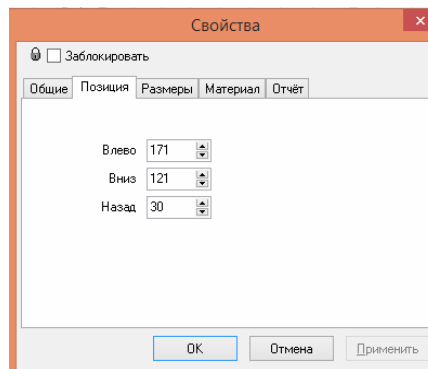 Свойства
Заблокировать
Общие Позиция Размеры Материал Отчёт
Влево 171
Вниз 121
Назад 30
OK Отмена Применить